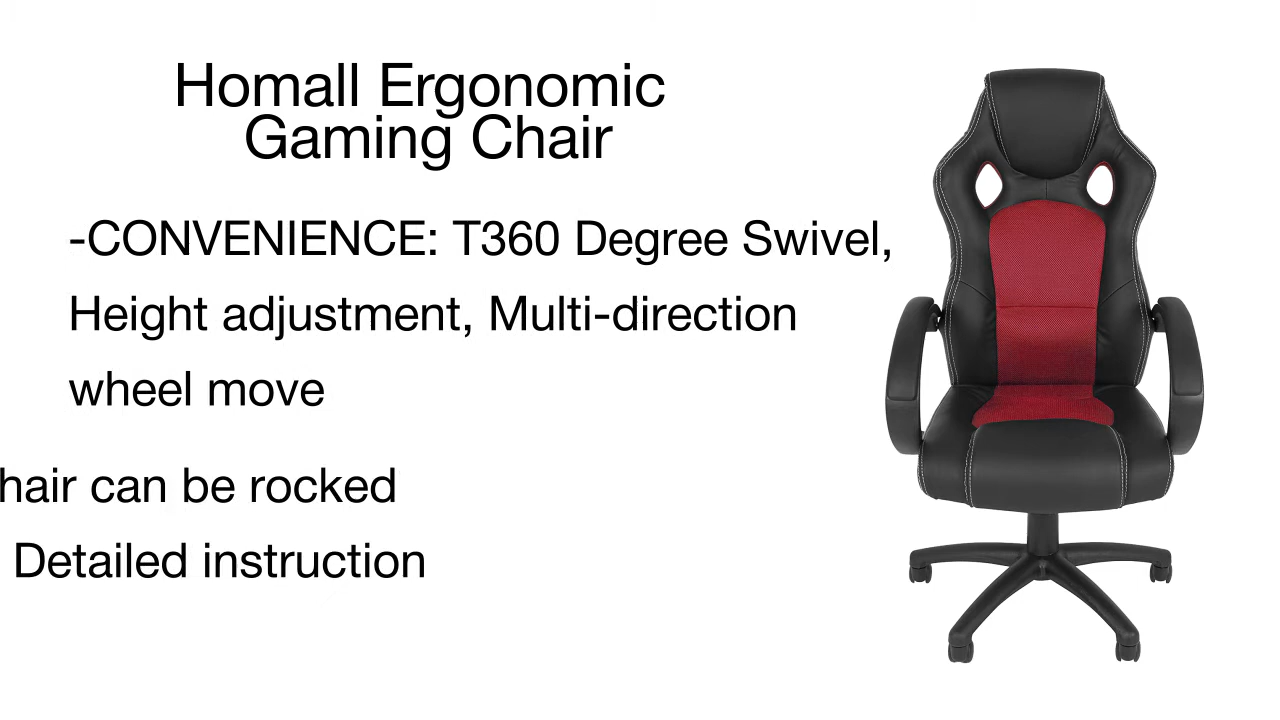 Homall Ergonomic
Gaming Chair
-CONVENIENCE: T360 Degree Swivel,
Height adjustment, Multi-direction
wheel move
hair can be rocked
Detailed instruction